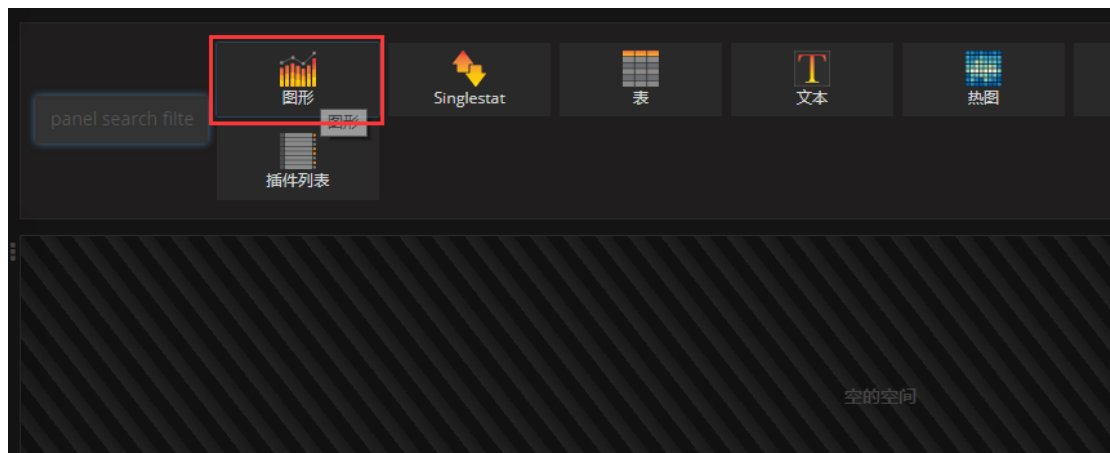 图形
Singlestat
表
文本
热图
panel search filte
图形
插件列表
空的空间